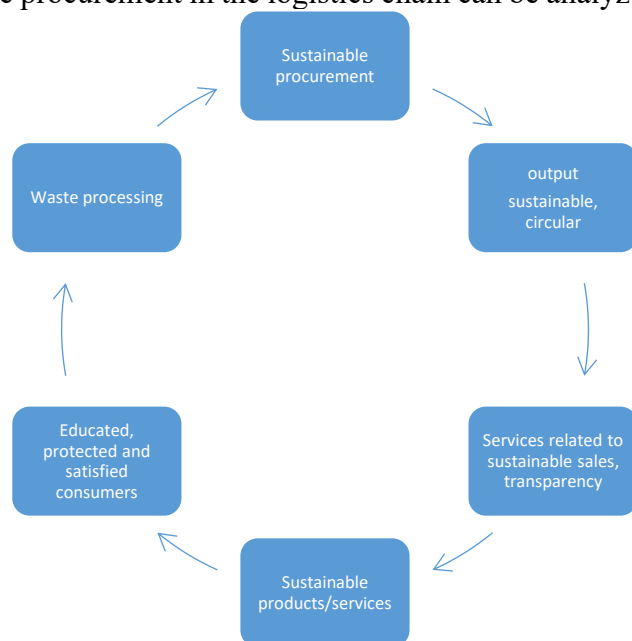 e procurement in the logistics chain can be analyz
Sustainable
procurement
output
sustainable,
circular
Services related to
sustainable sales,
transparency
Sustainable
products/services
Educated,
protected and
satisfied
consumers
Waste processing